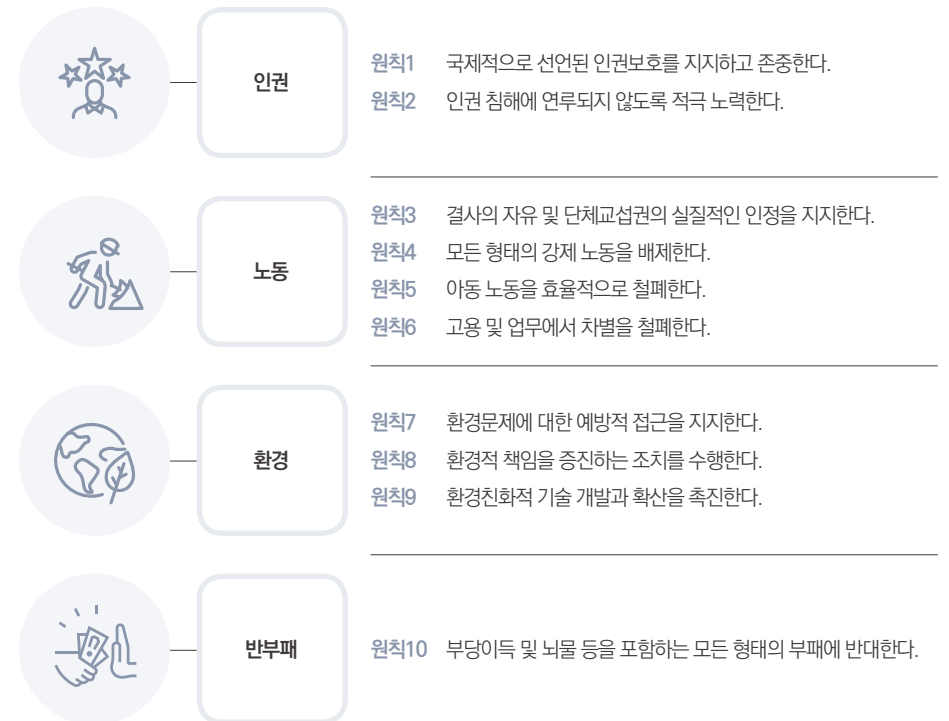 인권
원칙1 국제적으로 선언된 인권보호를 지지하고 존중한다.
원칙2 인권 침해에 연루되지 않도록 적극 노력한다.
노동
원칙3 결사의 자유 및 단체교섭권의 실질적인 인정을 지지한다.
원칙4 모든 형태의 강제 노동을 배제한다.
원칙5 아동 노동을 효율적으로 철폐한다.
원칙6 고용 및 업무에서 차별을 철폐한다.
환경
원칙7 환경문제에 대한 예방적 접근을 지지한다.
원칙8 환경적 책임을 증진하는 조치를 수행한다.
원칙9 환경친화적 기술 개발과 확산을 촉진한다.
반부패
원칙10 부당이득 및 뇌물 등을 포함하는 모든 형태의 부패에 반대한다.